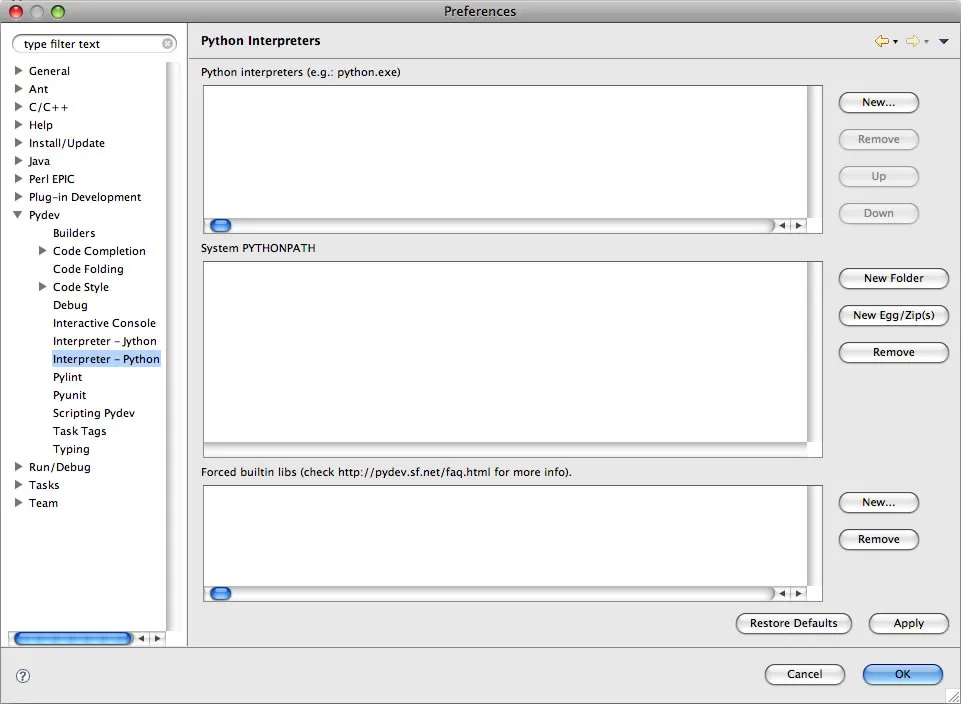 Preferences
type filter text
General
Ant
C/C++
Help
Install/Update
Java
Perl EPIC
Plug-in Development
Pydev
Builders
Code Completion
Code Folding
Code Style
Debug
Interactive Console
Interpreter - Jython
Interpreter - Python
Pylint
Pyunit
Scripting Pydev
Task Tags
Typing
Run/Debug
Tasks
Team
Python Interpreters
Python interpreters (e.g.: python.exe)
New...
Remove
Up
Down
System PYTHONPATH
New Folder
New Egg/Zip(s)
Remove
Forced builtin libs (check http://pydev.sf.net/faq.html for more info).
New...
Remove
Restore Defaults
Apply
?
Cancel
OK